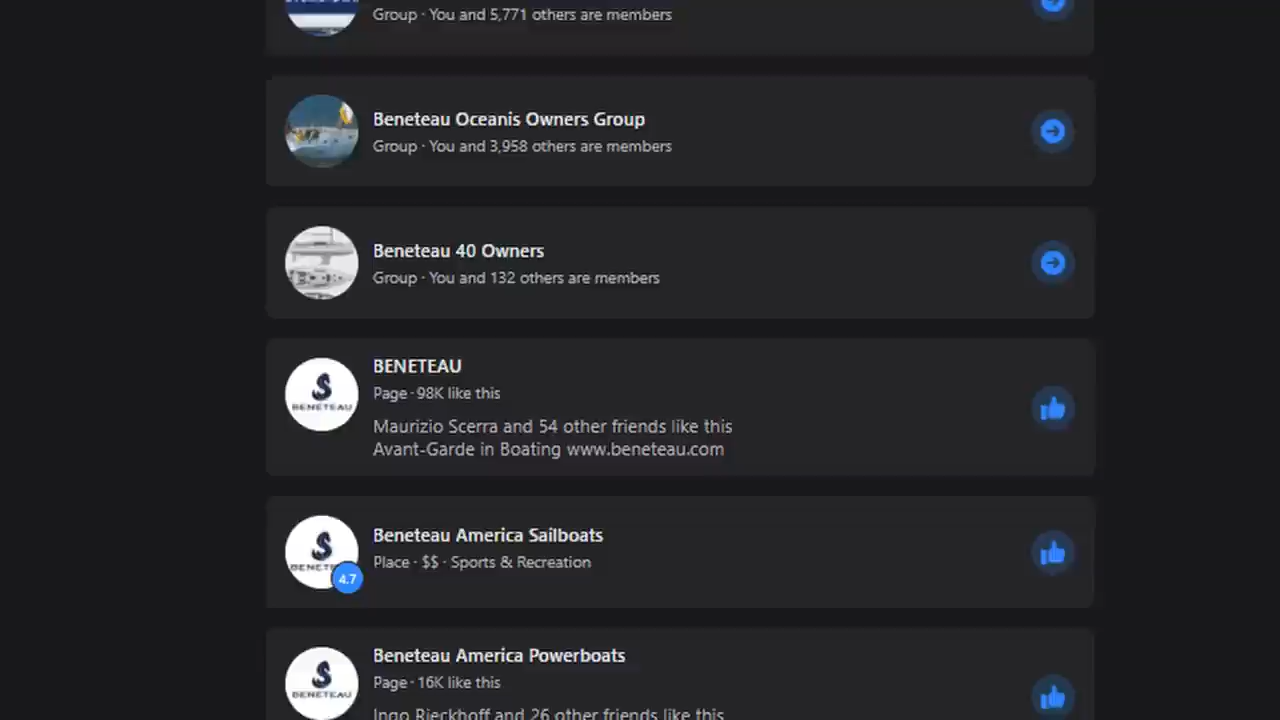 Group · You and 5,771 others are members
Beneteau Oceanis Owners Group
Group · You and 3,958 others are members
Beneteau 40 Owners
Group · You and 132 others are members
BENETEAU
BENETEAU
Page · 98K like this
Maurizio Scerra and 54 other friends like this
Avant-Garde in Boating www.beneteau.com
Beneteau America Sailboats
Place · $$ · Sports & Recreation
4.7
Beneteau America Powerboats
BENETEAU
Page · 16K like this
Ingo Rieckhoff and 26 other friends like this